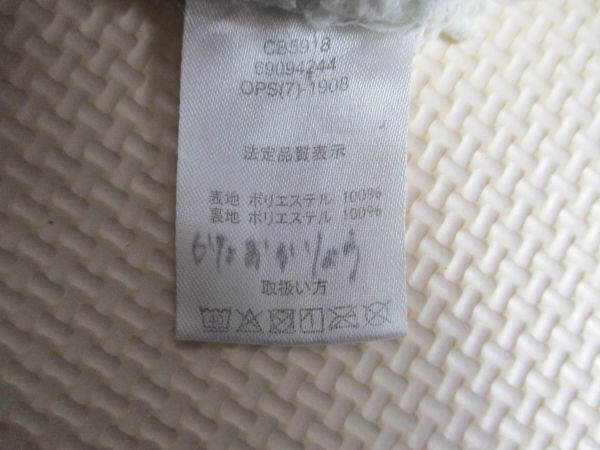 CB5918
69094244
OPS(7)-1908
法定品質表示
表地 ポリエステル 100%
裏地 ポリエステル 100%
取扱い方
40